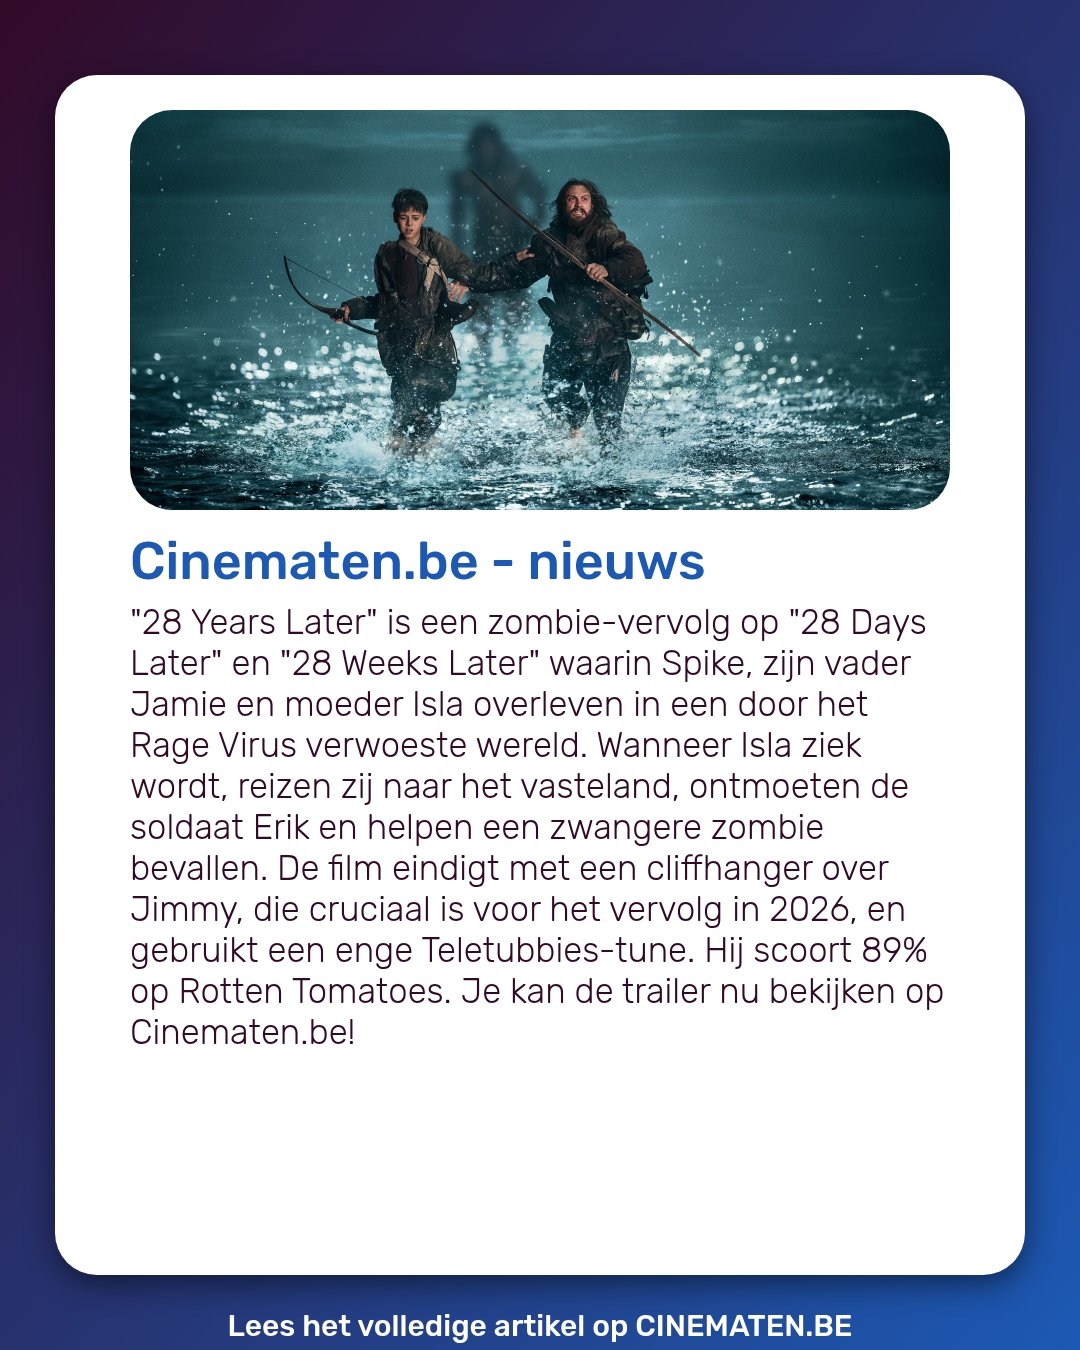 Cinematen.be - nieuws
"28 Years Later" is een zombie-vervolg op "28 Days
Later" en "28 Weeks Later" waarin Spike, zijn vader
Jamie en moeder Isla overleven in een door het
Rage Virus verwoeste wereld. Wanneer Isla ziek
wordt, reizen zij naar het vasteland, ontmoeten de
soldaat Erik en helpen een zwangere zombie
bevallen. De film eindigt met een cliffhanger over
Jimmy, die cruciaal is voor het vervolg in 2026, en
gebruikt een enge Teletubbies-tune. Hij scoort 89%
op Rotten Tomatoes. Je kan de trailer nu bekijken op
Cinematen.be!
Lees het volledige artikel op CINEMATEN.BE